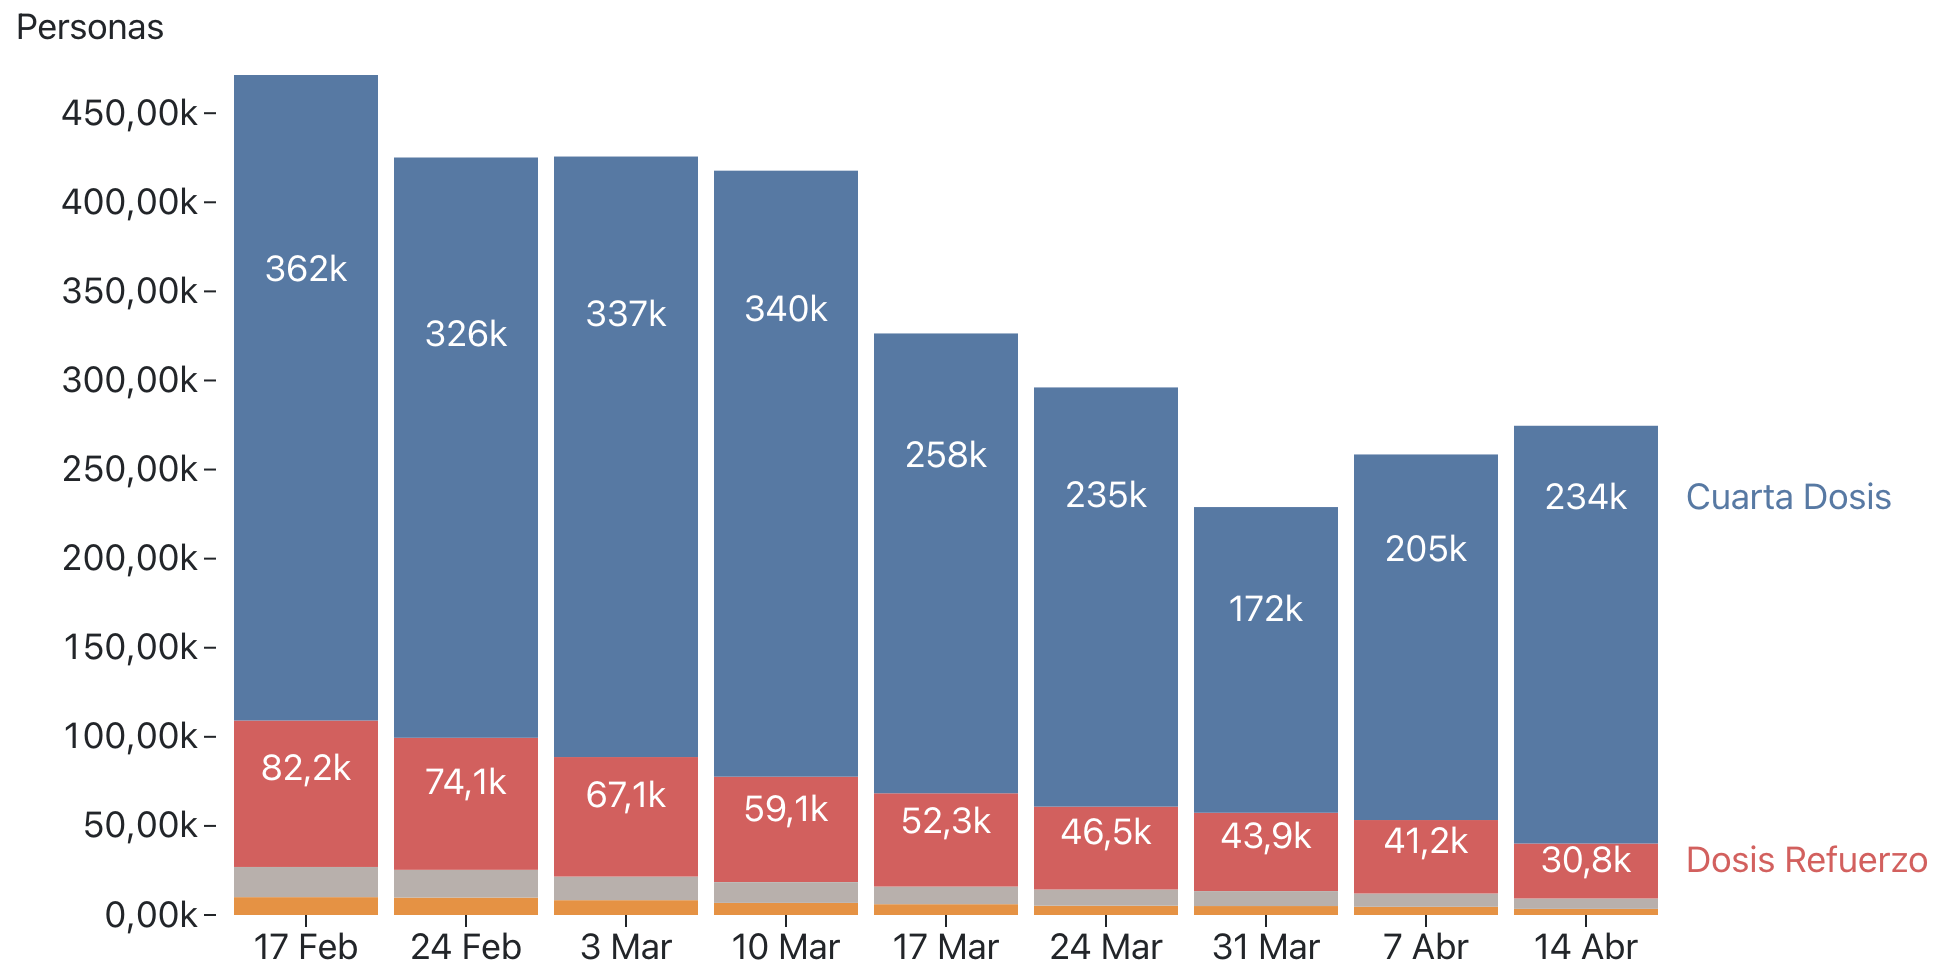 Personas
450,00k
400,00k
350,00k
300,00k
250,00k
200,00k
150,00k
100,00k
50,00k
0,00k
362k
326k
337k
340k
258k
235k
172k
205k
234k
Cuarta Dosis
82,2k
74,1k
67,1k
59,1k
52,3k
46,5k
43,9k
41,2k
30,8k
Dosis Refuerzo
17 Feb
24 Feb
3 Mar
10 Mar
17 Mar
24 Mar
31 Mar
7 Abr
14 Abr